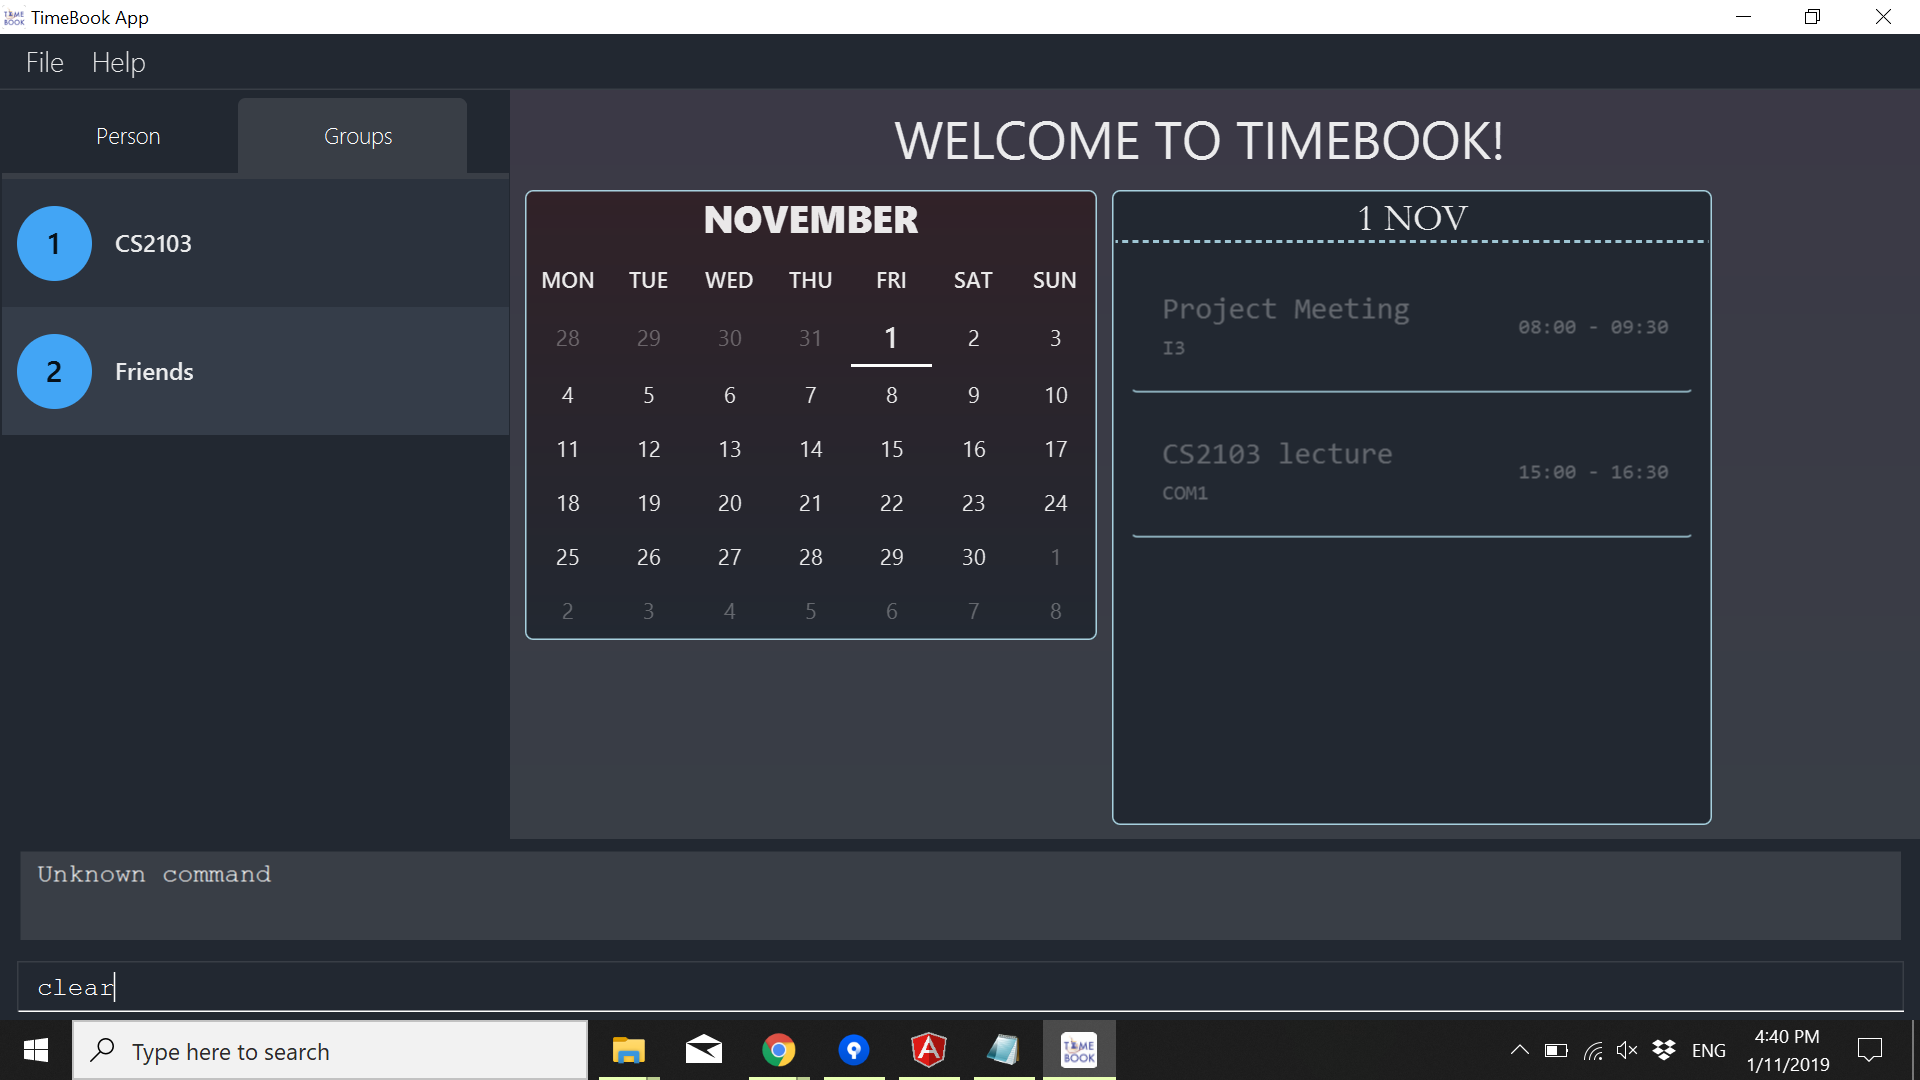 TIME BOOK TimeBook App
File Help
Person Groups
1 CS2103
2 Friends
WELCOME TO TIMEBOOK!
NOVEMBER
MON TUE WED THU FRI SAT SUN
28 29 30 31 1 2 3
4 5 6 7 8 9 10
11 12 13 14 15 16 17
18 19 20 21 22 23 24
25 26 27 28 29 30 1
2 3 4 5 6 7 8
1 NOV
Project Meeting
I3
08:00 - 09:30
CS2103 lecture
COM1
15:00 - 16:30
Unknown command
clear
Type here to search
TIME
BOOK
ENG
4:40 PM
1/11/2019